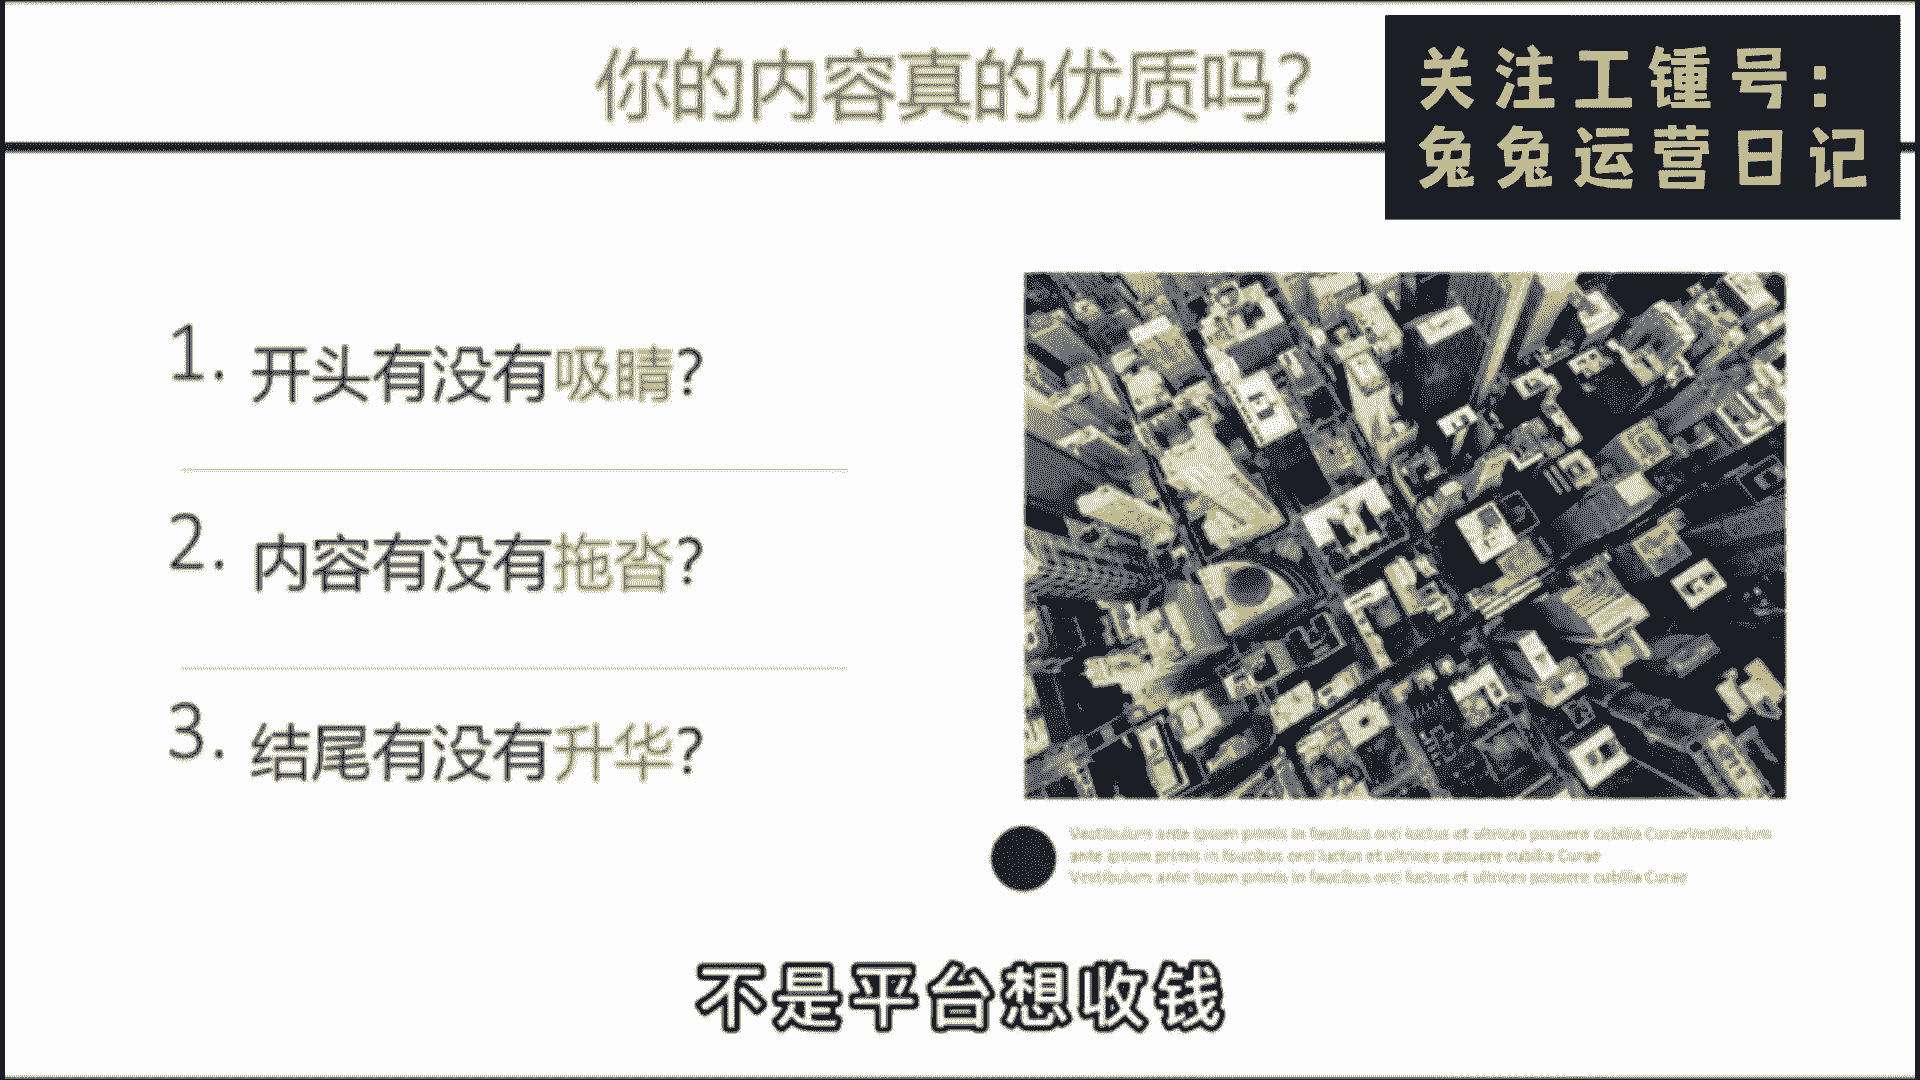 你的内容真的优质吗?
关注工锺号:
兔兔运营日记
1. 开头有没有吸睛?
2. 内容有没有拖沓?
3. 结尾有没有升华?
Vestibulum ante ipsum primis in faucibus orci luctus et ultrices posuere cubilia CuraeVestibulum
ante ipsum primis in faucibus orci luctus et ultrices posuere cubilia Curae
Vestibulum ante ipsum primis in faucibus orci luctus et ultrices posuere cubilia Curae
不是平台想收钱